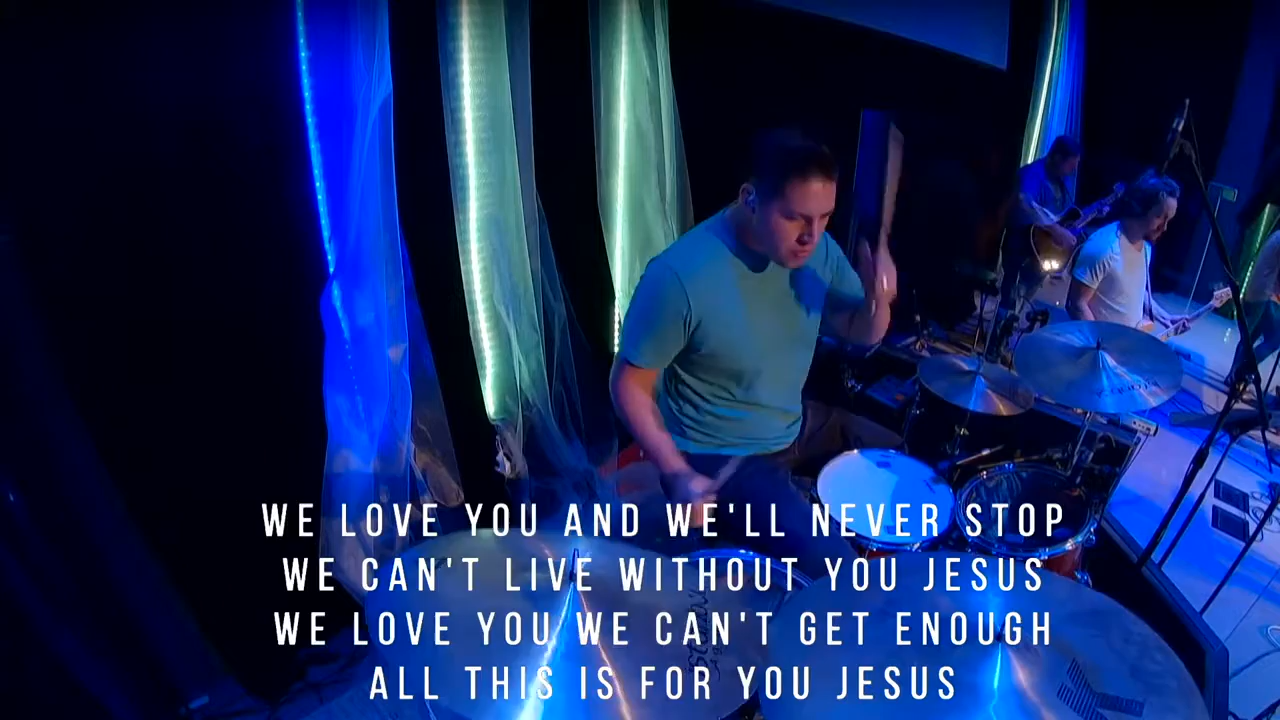 WE LOVE YOU AND WE'LL NEVER STOP
WE CAN'T LIVE WITHOUT YOU JESUS
WE LOVE YOU WE CAN'T GET ENOUGH
ALL THIS IS FOR YOU JESUS